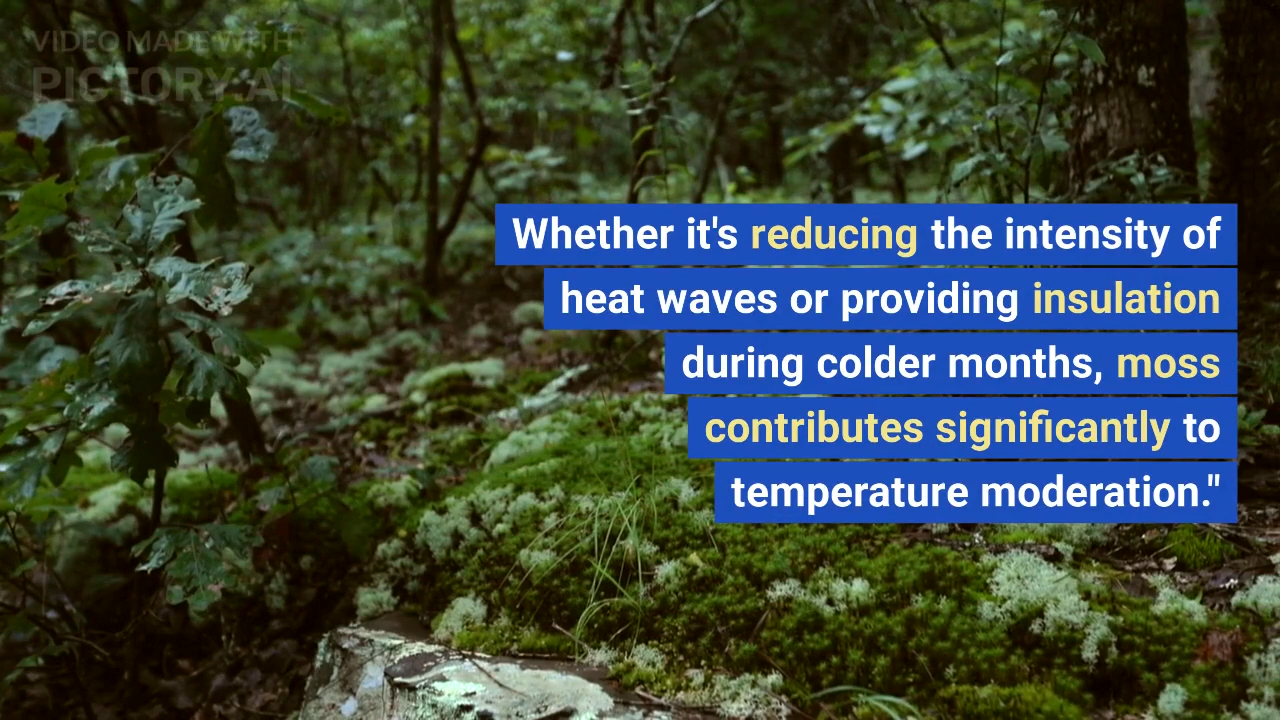 VIDEO MADE WITH
PICTORY.AI
Whether it's reducing the intensity of
heat waves or providing insulation
during colder months, moss
contributes significantly to
temperature moderation."